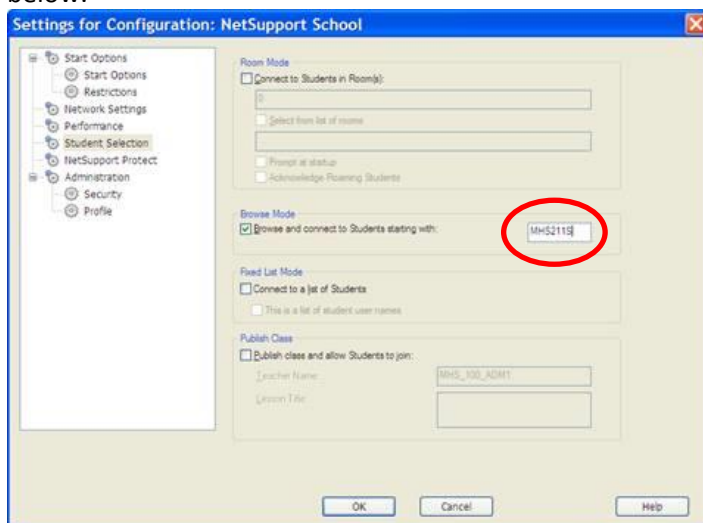 below:
Settings for Configuration: NetSupport School
Start Options
Start Options
Restrictions
Network Settings
Performance
Student Selection
NetSupport Protect
Administration
Security
Profile
Room Mode
Connect to Students in Room(s):
0
Select from list of rooms
Prompt at startup
Acknowledge Roaming Students
Browse Mode
Browse and connect to Students starting with: MHS211S
Fixed List Mode
Connect to a list of Students
This is a list of student user names
Publish Class
Publish class and allow Students to join:
Teacher Name: MHS_100_ADM1
Lesson Title:
OK Cancel Help